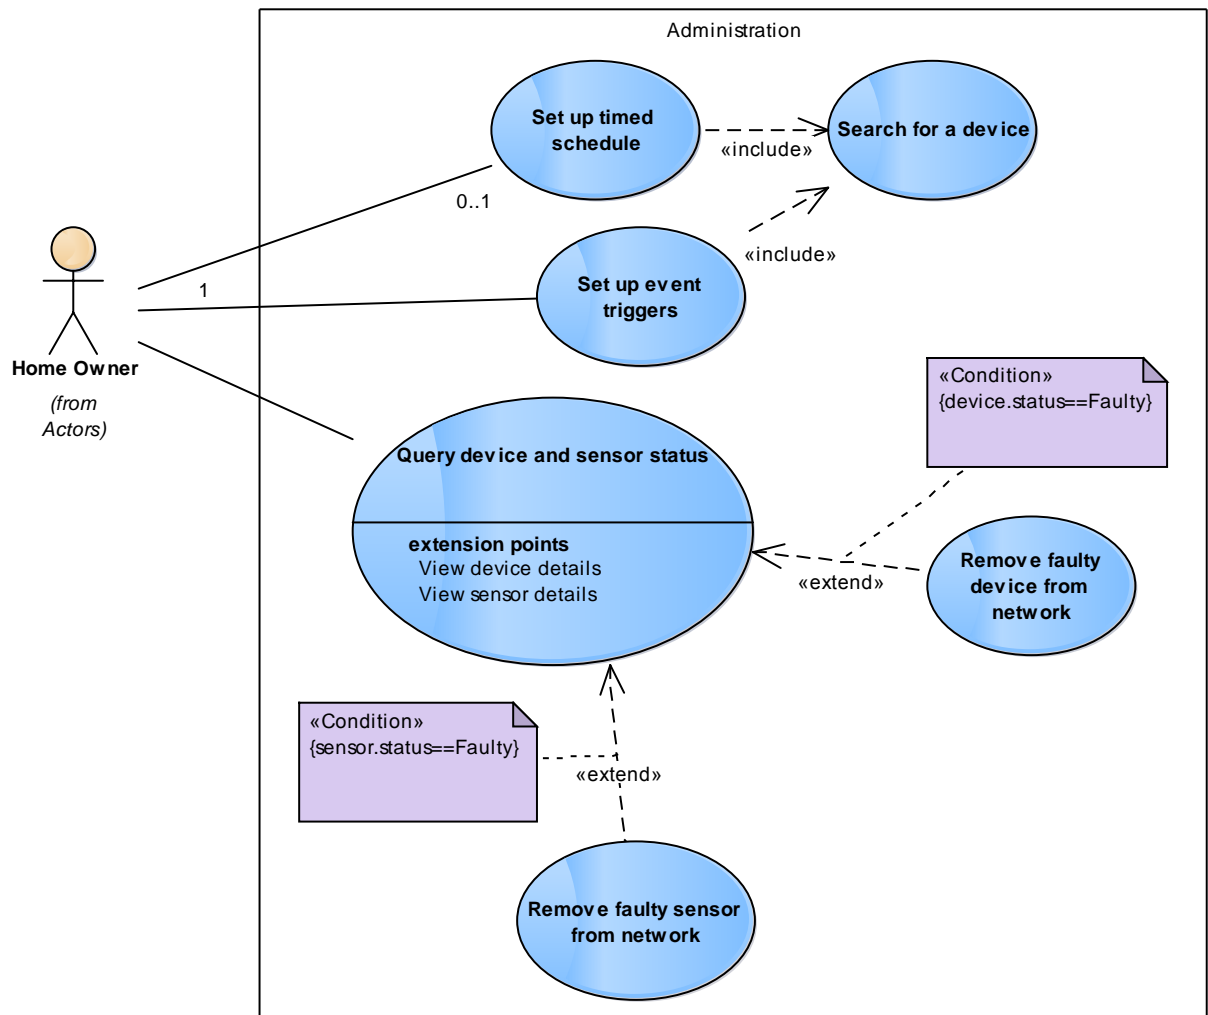 Administration
Set up timed
schedule
Search for a device
«include»
0..1
«include»
Set up event
triggers
1
Home Owner
(from
Actors)
«Condition»
{device.status==Faulty}
Query device and sensor status
extension points
View device details
View sensor details
«extend»
Remove faulty
device from
network
«Condition»
{sensor.status==Faulty}
«extend»
Remove faulty sensor
from network